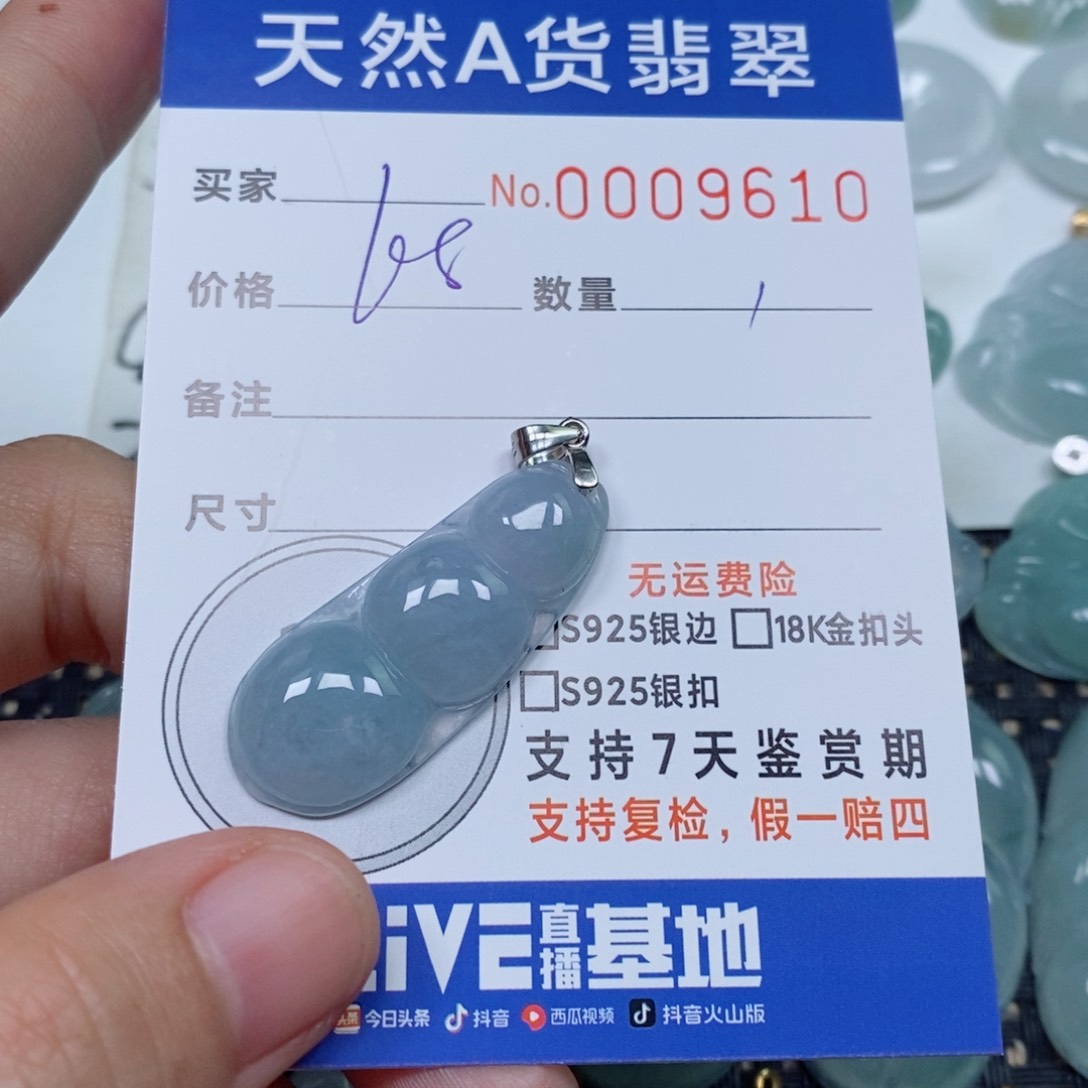 天然A货翡翠
买家 No.0009610
价格 168 数量 1
备注
尺寸
无运费险
S925银边 18K金扣头
S925银扣
支持7天鉴赏期
支持复检，假一赔四
LiVE直播基地
今日头条 抖音 西瓜视频 抖音火山版